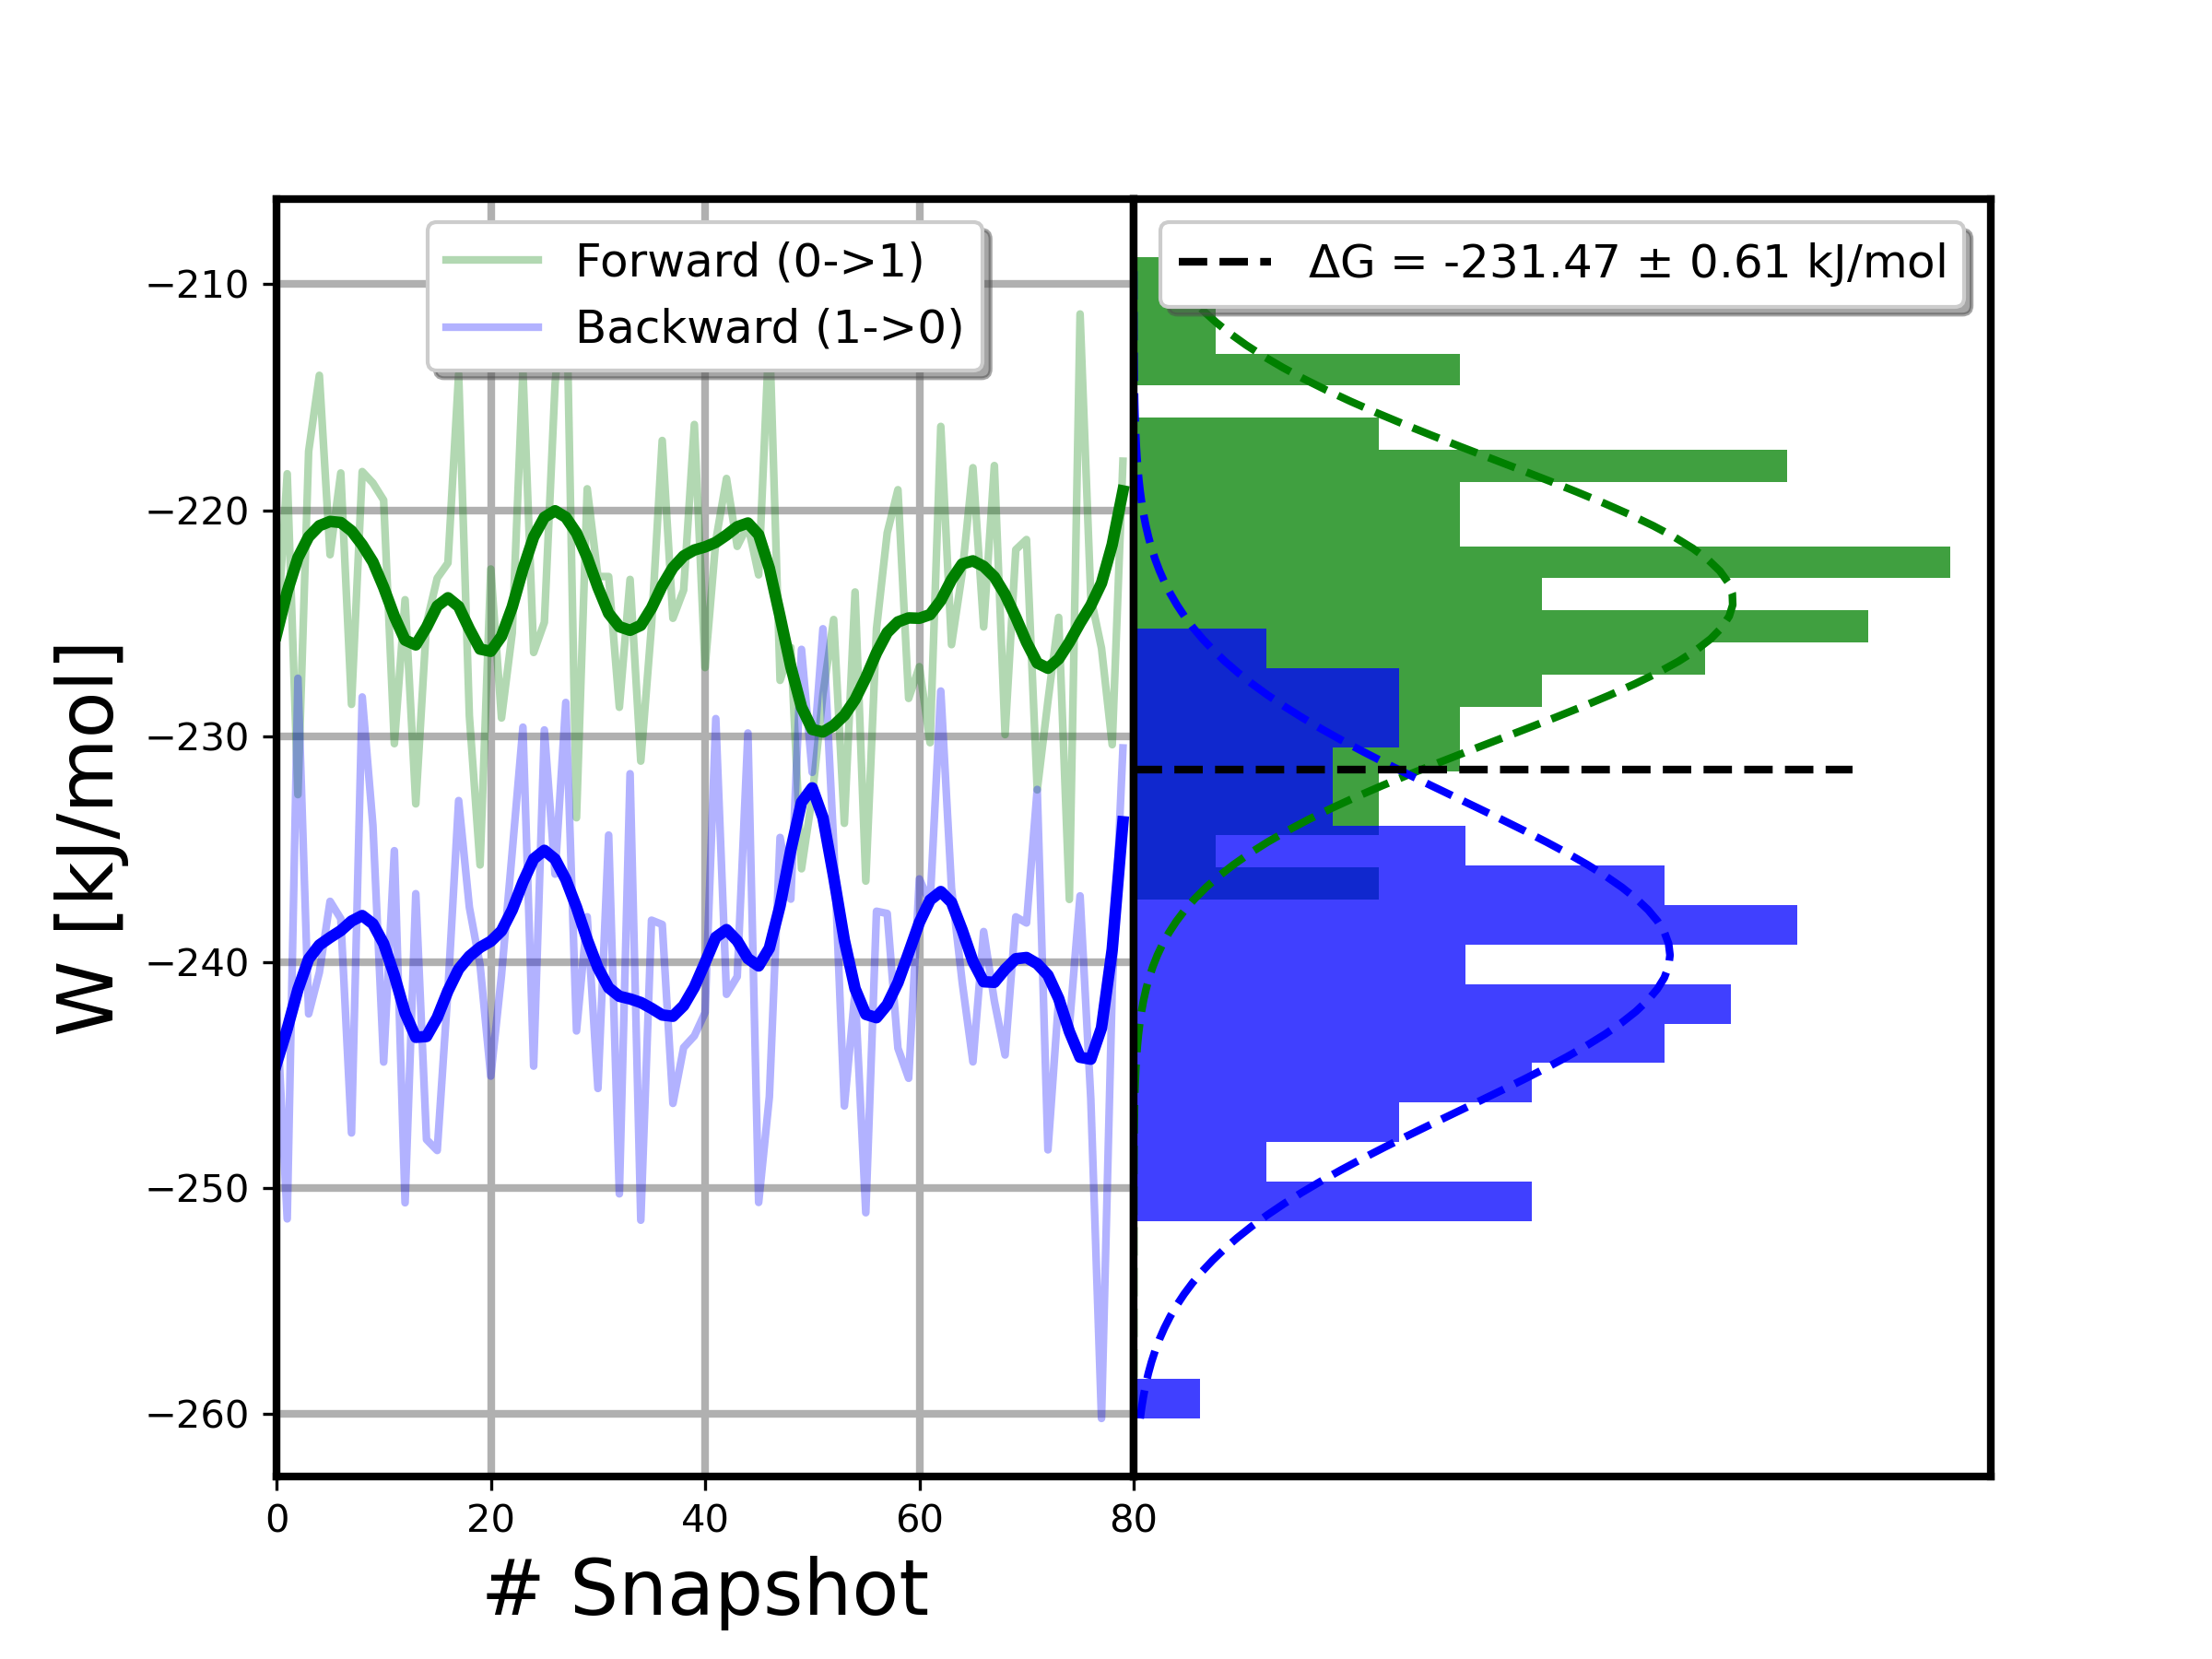 Forward (0->1)
Backward (1->0)
ΔG = -231.47 ± 0.61 kJ/mol
W [kJ/mol]
−210
−220
−230
−240
−250
−260
0 20 40 60 80
# Snapshot